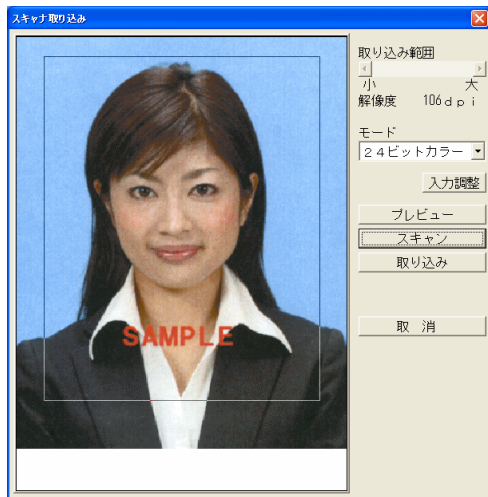 スキャナ取り込み
取り込み範囲
小 大
解像度 106ｄｐｉ
モード
２４ビットカラー
入力調整
プレビュー
スキャン
取り込み
取 消
SAMPLE